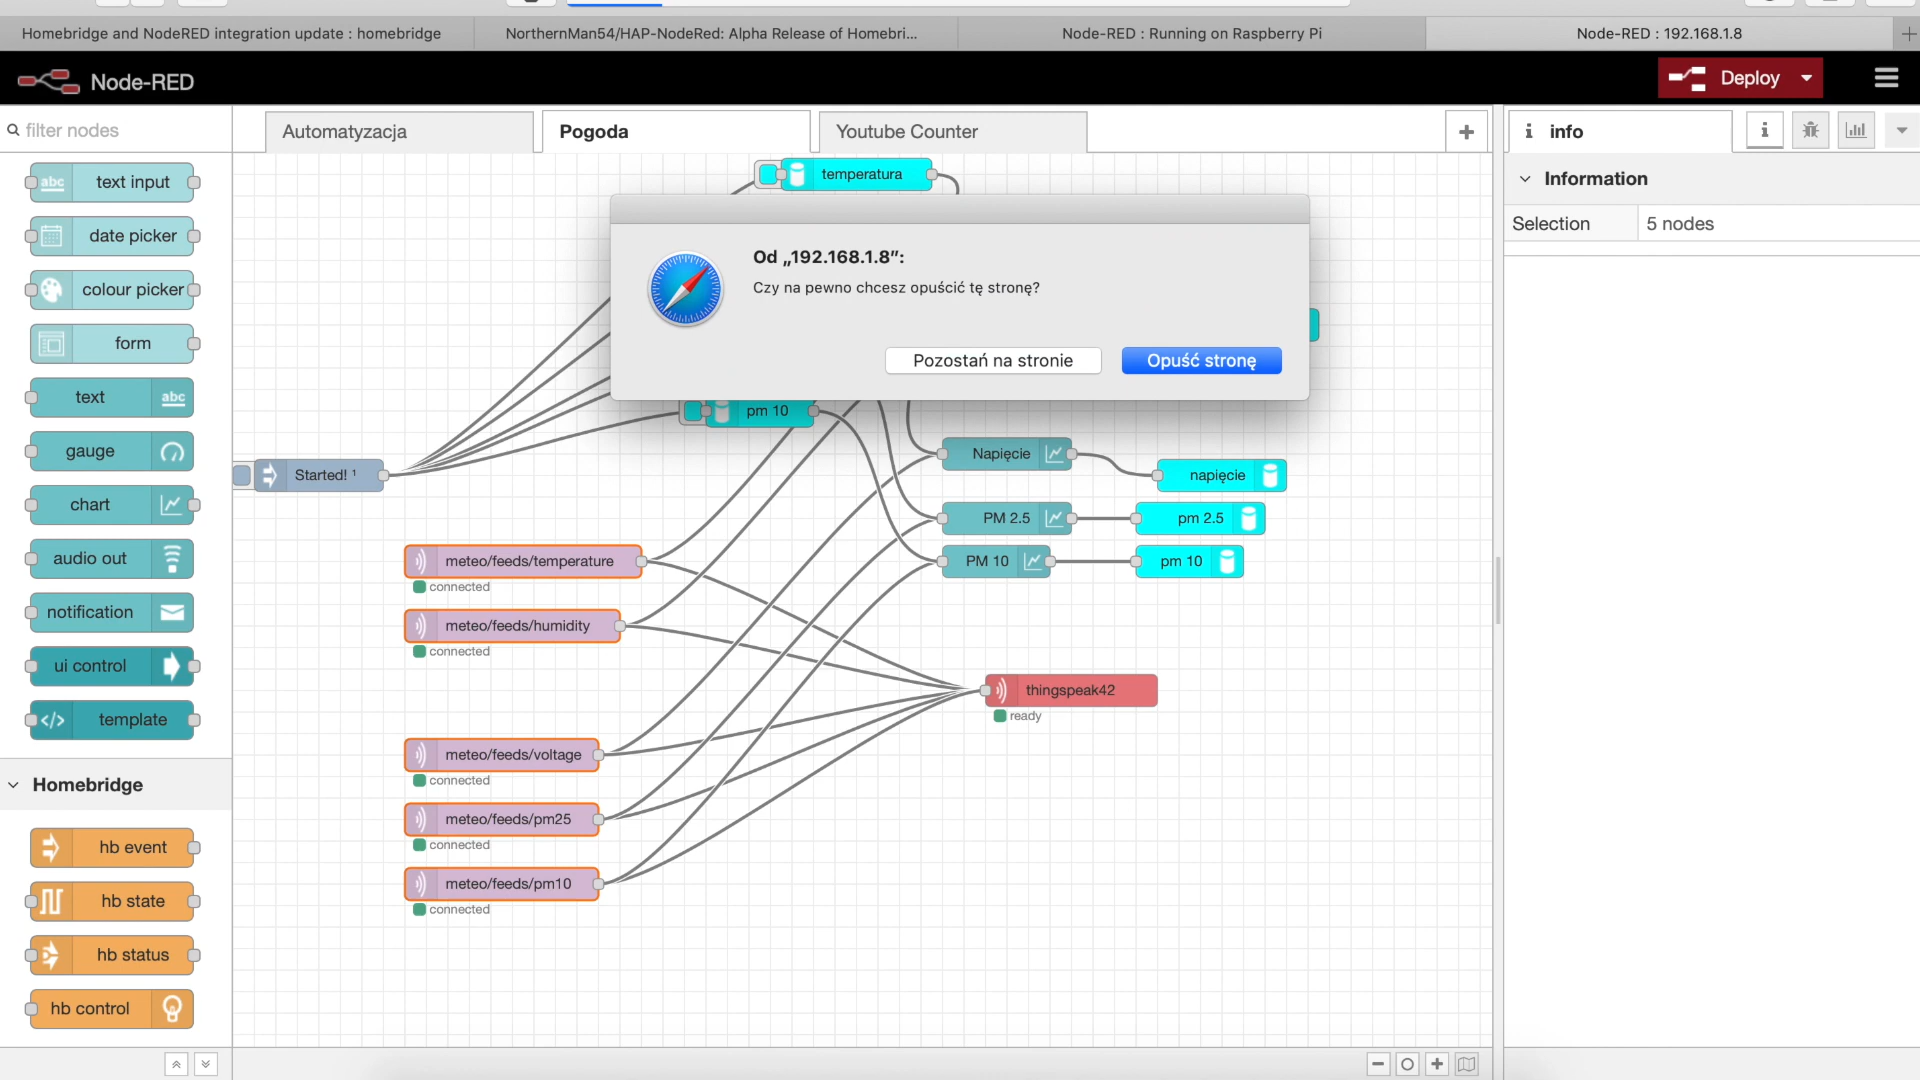 Homebridge and NodeRED integration update : homebridge
NorthernMan54/HAP-NodeRed: Alpha Release of Homebri...
Node-RED : Running on Raspberry Pi
Node-RED : 192.168.1.8
Node-RED
Deploy
filter nodes
Automatyzacja
Pogoda
Youtube Counter
info
Information
Selection
5 nodes
abc text input
date picker
colour picker
form
text abc
gauge
chart
audio out
notification
ui control
template
Homebridge
hb event
hb state
hb status
hb control
temperatura
Od „192.168.1.8”:
Czy na pewno chcesz opuścić tę stronę?
Pozostań na stronie
Opuść stronę
pm 10
Started! ¹
Napięcie
napięcie
PM 2.5
pm 2.5
PM 10
pm 10
meteo/feeds/temperature
connected
meteo/feeds/humidity
connected
thingspeak42
ready
meteo/feeds/voltage
connected
meteo/feeds/pm25
connected
meteo/feeds/pm10
connected